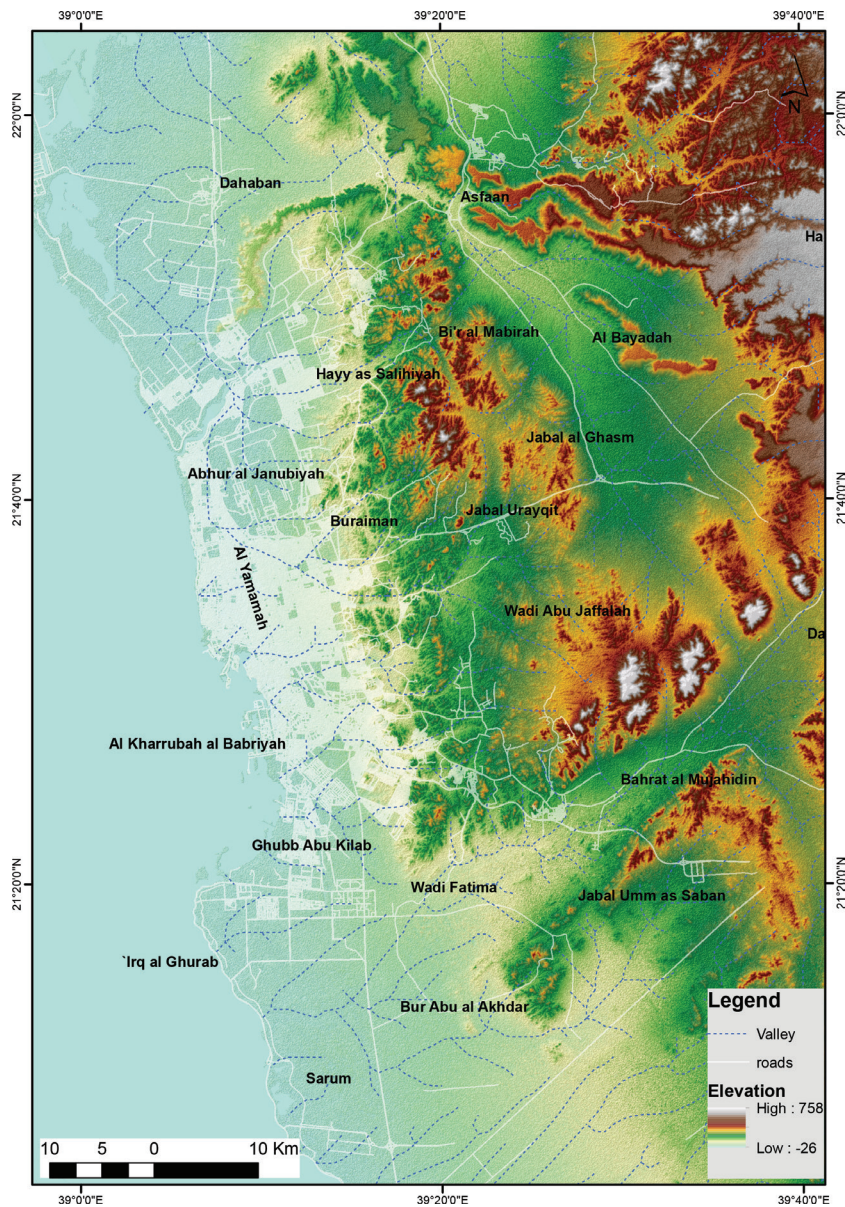 39°0'0"E
39°20'0"E
39°40'0"E
22°0'0"N
22°0'0"N
N
Dahaban
Asfaan
Ha
Bi'r al Mabirah
Al Bayadah
Hayy as Salihiyah
Jabal al Ghasm
Abhur al Janubiyah
21°40'0"N
21°40'0"N
Jabal Urayqit
Buraiman
Al Yamamah
Wadi Abu Jaffalah
Da
Al Kharrubah al Babriyah
Bahrat al Mujahidin
Ghubb Abu Kilab
21°20'0"N
21°20'0"N
Wadi Fatima
Jabal Umm as Saban
`Irq al Ghurab
Bur Abu al Akhdar
Sarum
Legend
Valley
roads
Elevation
High : 758
Low : -26
10 5 0 10 Km
39°0'0"E
39°20'0"E
39°40'0"E